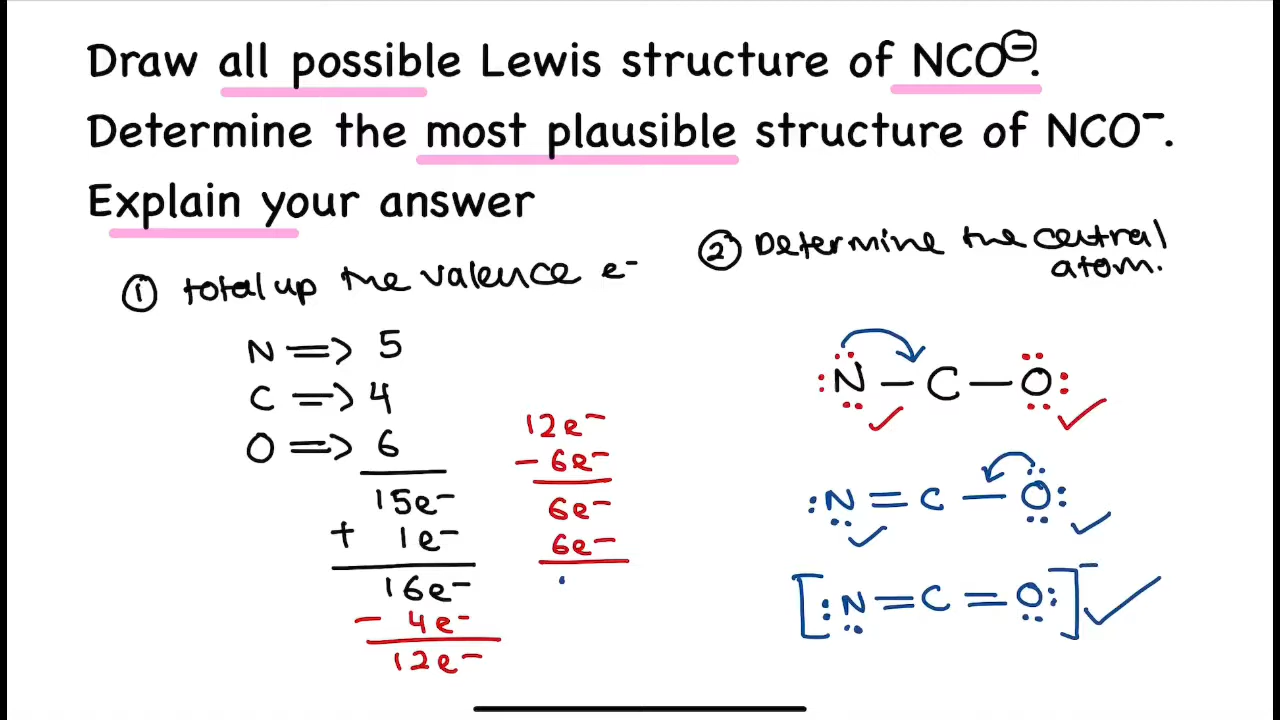 Draw all possible Lewis structure of NCO⊖.
Determine the most plausible structure of NCO⁻.
Explain your answer
① total up the valence e⁻
N => 5
C => 4
O => 6
15e⁻
+ 1e⁻
16e⁻
- 4e⁻
12e⁻
12e⁻
- 6e⁻
6e⁻
6e⁻
② Determine the central
atom.
:N̤̈ – C – Ö̤: ✓ ✓
:N̤ = C – Ö̤: ✓ ✓
[:N̤ = C = O̤:]⁻ ✓